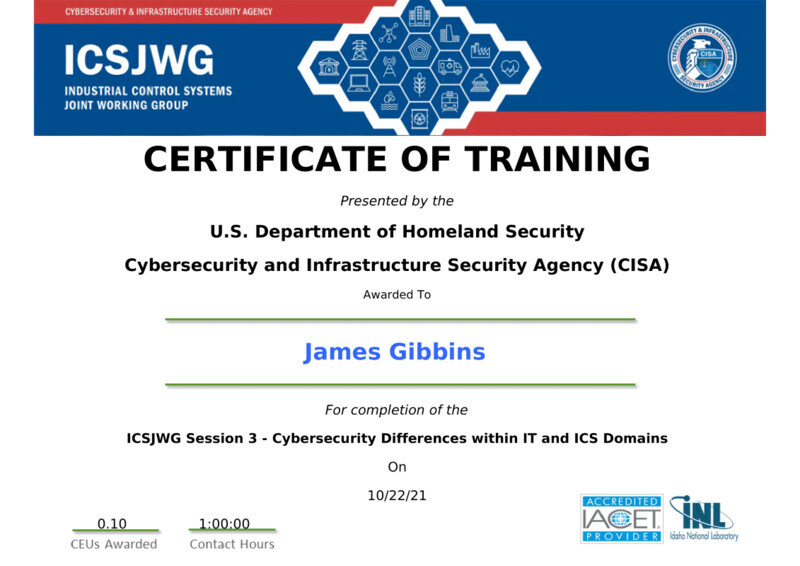 CYBERSECURITY & INFRASTRUCTURE SECURITY AGENCY
ICSJWG
INDUSTRIAL CONTROL SYSTEMS
JOINT WORKING GROUP
CYBERSECURITY & INFRASTRUCTURE
CISA
SECURITY AGENCY
CERTIFICATE OF TRAINING
Presented by the
U.S. Department of Homeland Security
Cybersecurity and Infrastructure Security Agency (CISA)
Awarded To
James Gibbins
For completion of the
ICSJWG Session 3 - Cybersecurity Differences within IT and ICS Domains
On
10/22/21
0.10
CEUs Awarded
1:00:00
Contact Hours
ACCREDITED
IACET
PROVIDER
INL
Idaho National Laboratory